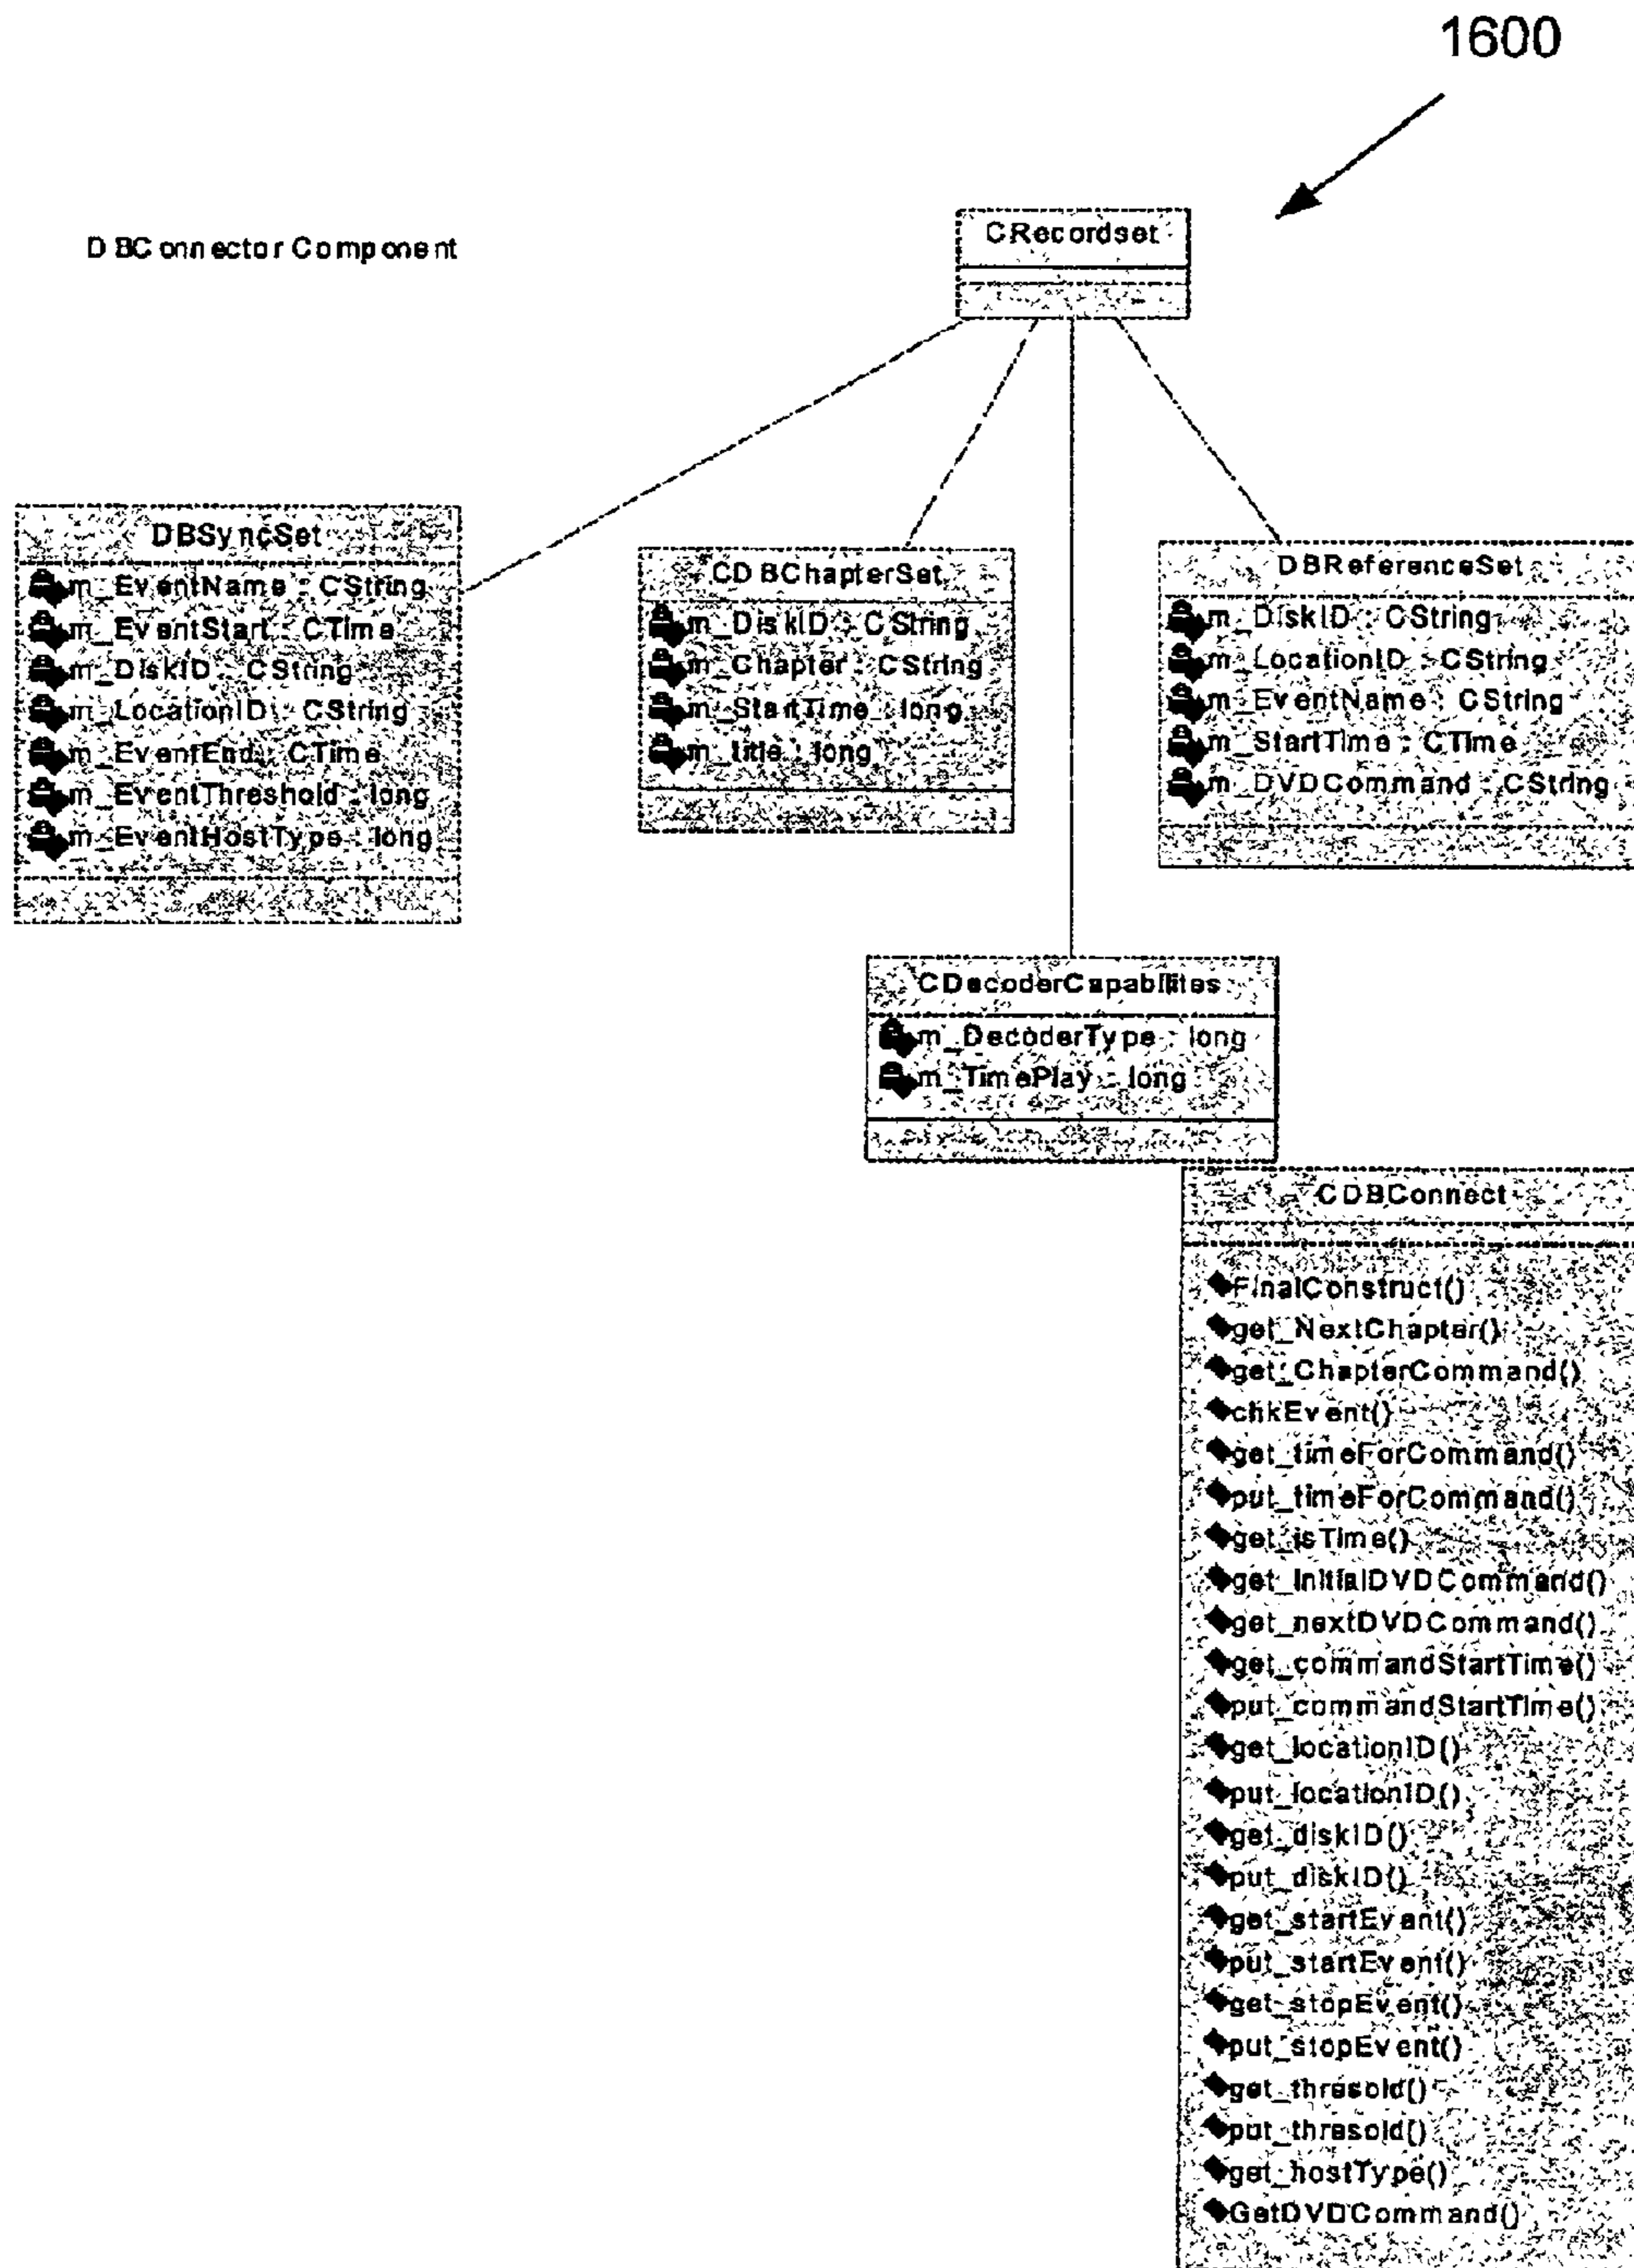 1600
DBConnector Component
CRecordset
DBSyncSet
m_EventName : CString
m_EventStart : CTime
m_DiskID : CString
m_LocationID : CString
m_EventEnd : CTime
m_EventThreshold : long
m_EventHostType : long
CDBChapterSet
m_DiskID : CString
m_Chapter : CString
m_StartTime : long
m_title : long
DBReferenceSet
m_DiskID : CString
m_LocationID : CString
m_EventName : CString
m_StartTime : CTime
m_DVDCommand : CString
CDecoderCapabilites
m_DecoderType : long
m_TimePlay : long
CDBConnect
FinalConstruct()
get_NextChapter()
get_ChapterCommand()
chkEvent()
get_timeForCommand()
put_timeForCommand()
get_isTime()
get_initialDVDCommand()
get_nextDVDCommand()
get_commandStartTime()
put_commandStartTime()
get_locationID()
put_locationID()
get_diskID()
put_diskID()
get_startEvent()
put_startEvent()
get_stopEvent()
put_stopEvent()
get_thresold()
put_thresold()
get_hostType()
GetDVDCommand()